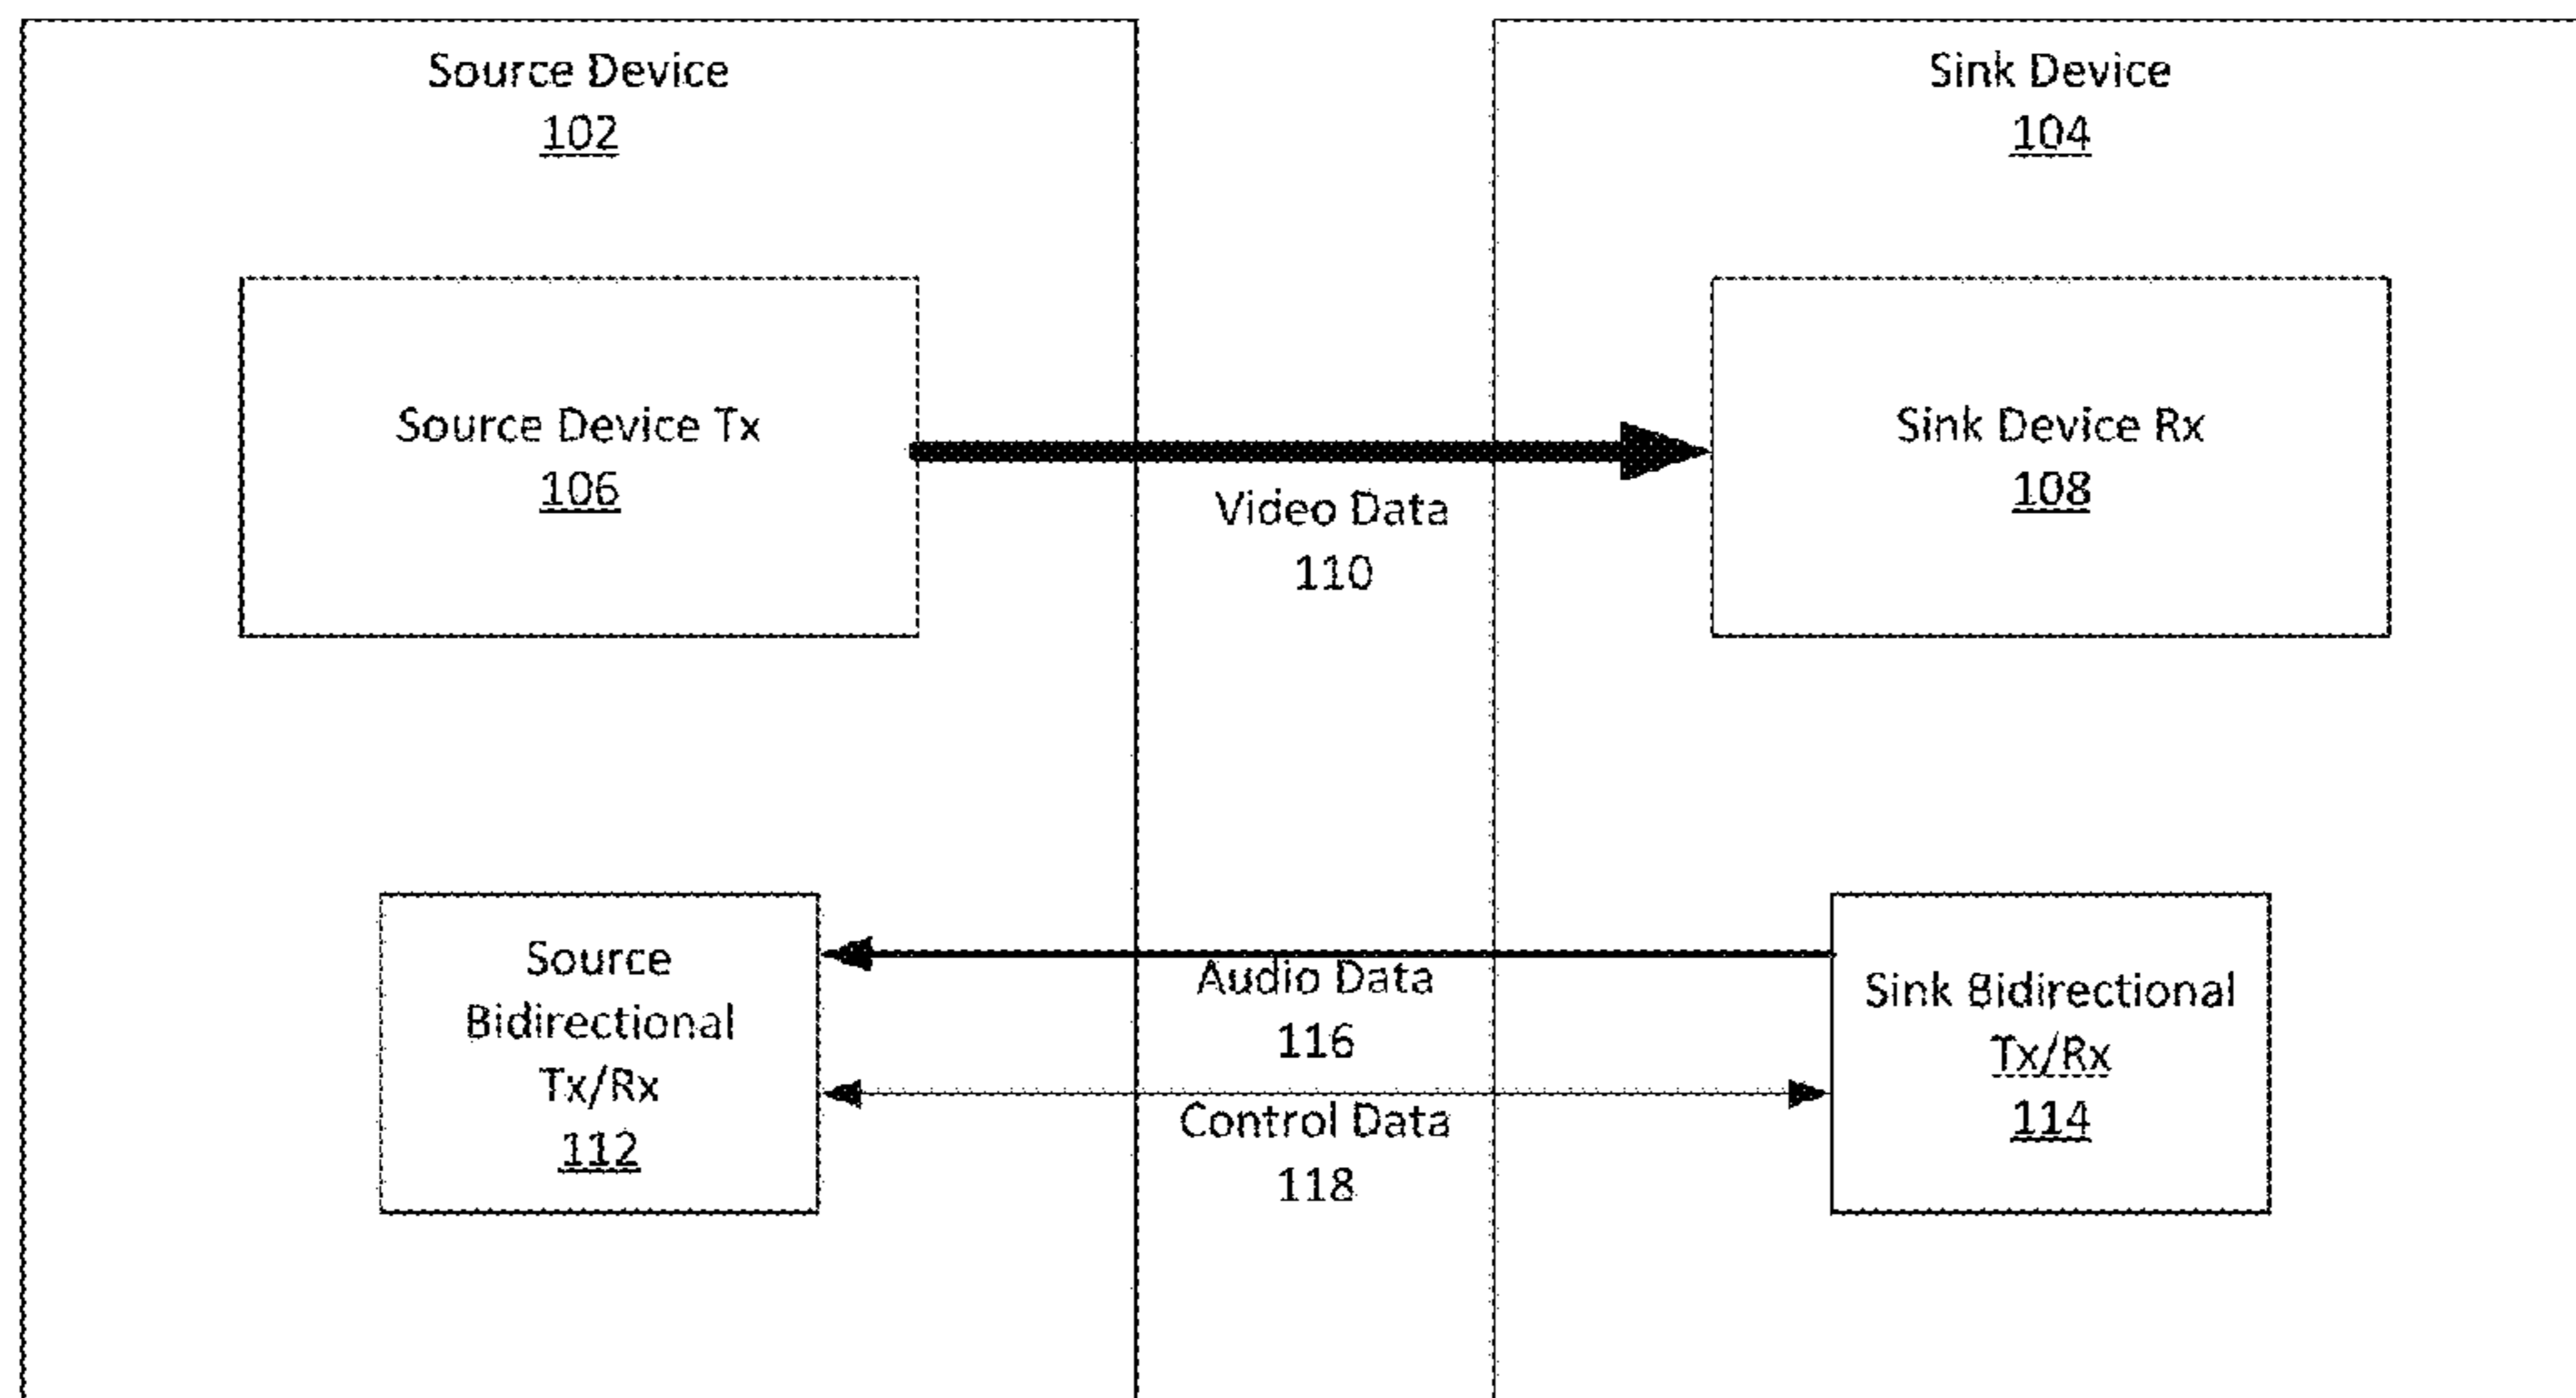 Source Device
102
Sink Device
104
Source Device Tx
106
Sink Device Rx
108
Video Data
110
Source
Bidirectional
Tx/Rx
112
Audio Data
116
Control Data
118
Sink Bidirectional
Tx/Rx
114